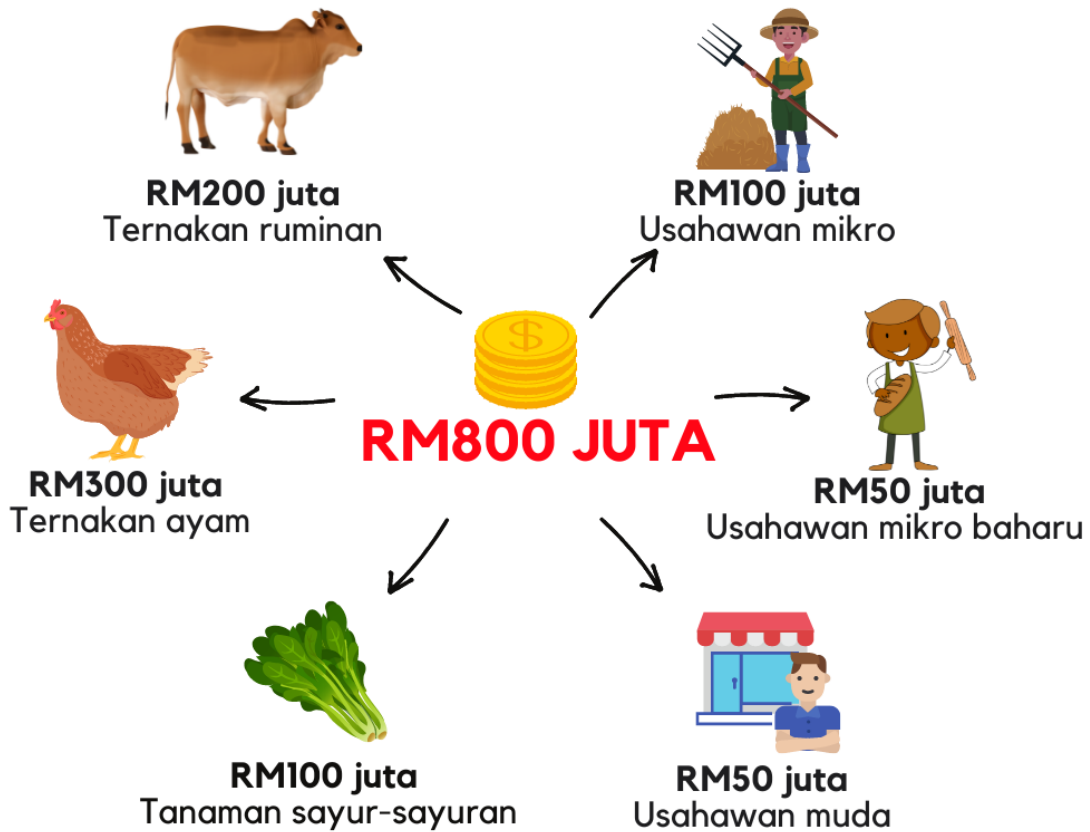 RM200 juta
Ternakan ruminan
RM100 juta
Usahawan mikro
$
RM800 JUTA
RM300 juta
Ternakan ayam
RM50 juta
Usahawan mikro baharu
RM100 juta
Tanaman sayur-sayuran
RM50 juta
Usahawan muda